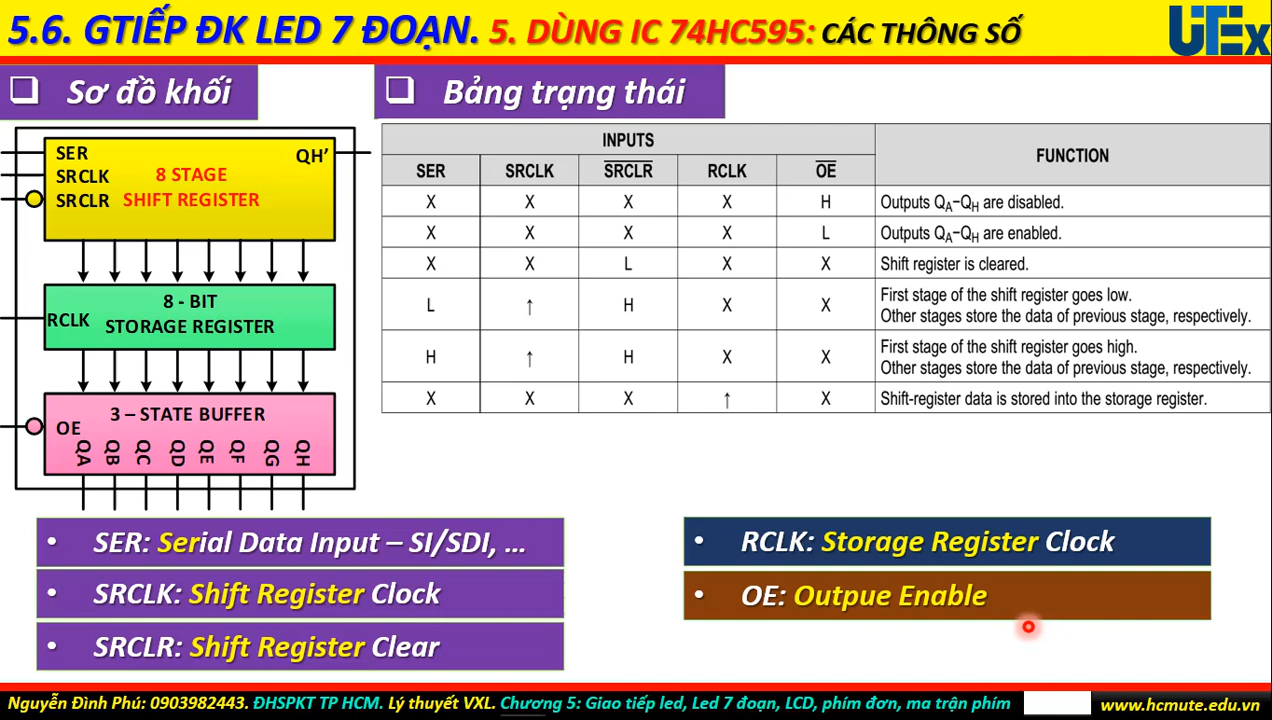 5.6. GTIẾP ĐK LED 7 ĐOẠN. 5. DÙNG IC 74HC595: CÁC THÔNG SỐ
UTEx
❑ Sơ đồ khối
SER
SRCLK
SRCLR
8 STAGE
SHIFT REGISTER
QH’
RCLK
8 - BIT
STORAGE REGISTER
3 – STATE BUFFER
OE
QA QB QC QD QE QF QG QH
❑ Bảng trạng thái
INPUTS FUNCTION
SER SRCLK SRCLR RCLK OE
X X X X H Outputs QA–QH are disabled.
X X X X L Outputs QA–QH are enabled.
X X L X X Shift register is cleared.
L ↑ H X X First stage of the shift register goes low.
Other stages store the data of previous stage, respectively.
H ↑ H X X First stage of the shift register goes high.
Other stages store the data of previous stage, respectively.
X X X ↑ X Shift-register data is stored into the storage register.
• SER: Serial Data Input – SI/SDI, ...
• SRCLK: Shift Register Clock
• SRCLR: Shift Register Clear
• RCLK: Storage Register Clock
• OE: Outpue Enable
Nguyễn Đình Phú: 0903982443. ĐHSPKT TP HCM. Lý thuyết VXL. Chương 5: Giao tiếp led, Led 7 đoạn, LCD, phím đơn, ma trận phím
www.hcmute.edu.vn